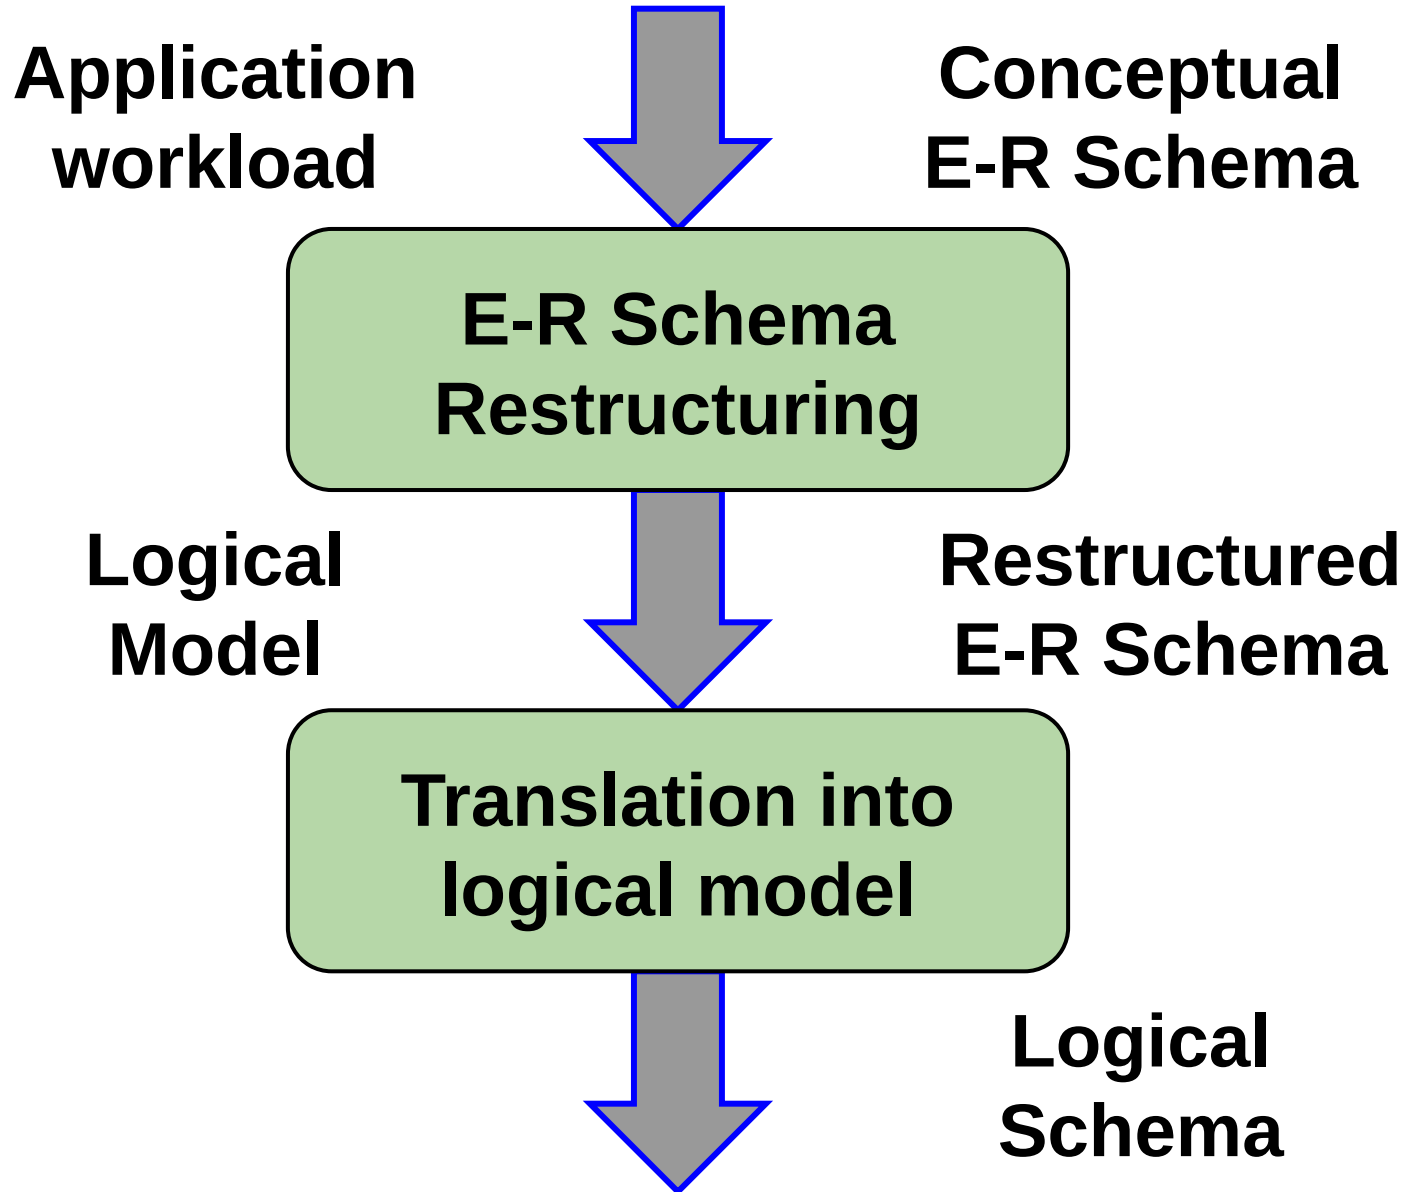 Application
workload
Conceptual
E-R Schema
E-R Schema
Restructuring
Logical
Model
Restructured
E-R Schema
Translation into
logical model
Logical
Schema